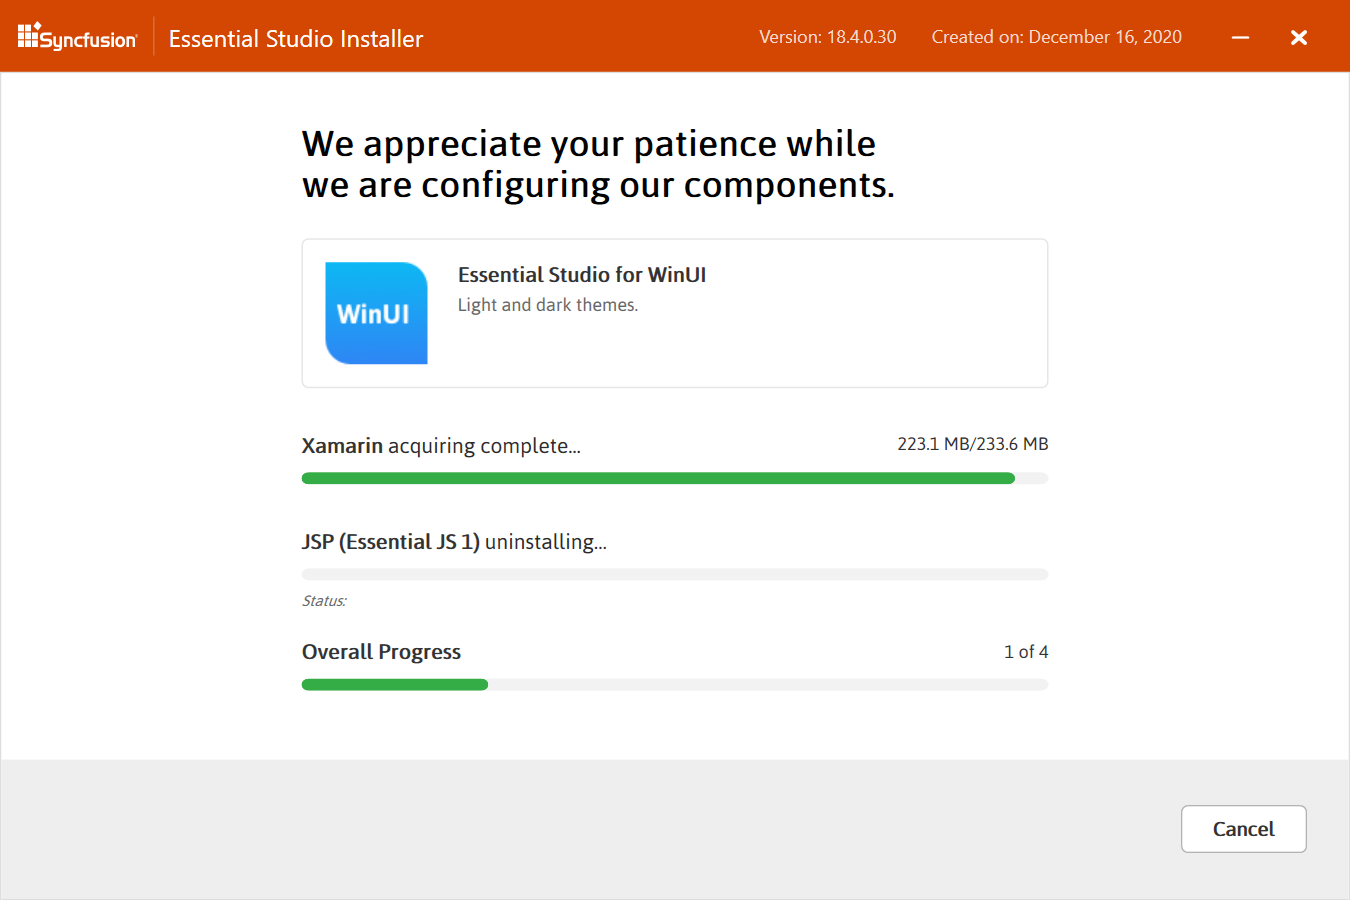 Syncfusion
Essential Studio Installer
Version: 18.4.0.30
Created on: December 16, 2020
We appreciate your patience while
we are configuring our components.
WinUI
Essential Studio for WinUI
Light and dark themes.
Xamarin acquiring complete...
223.1 MB/233.6 MB
JSP (Essential JS 1) uninstalling...
Status:
Overall Progress
1 of 4
Cancel